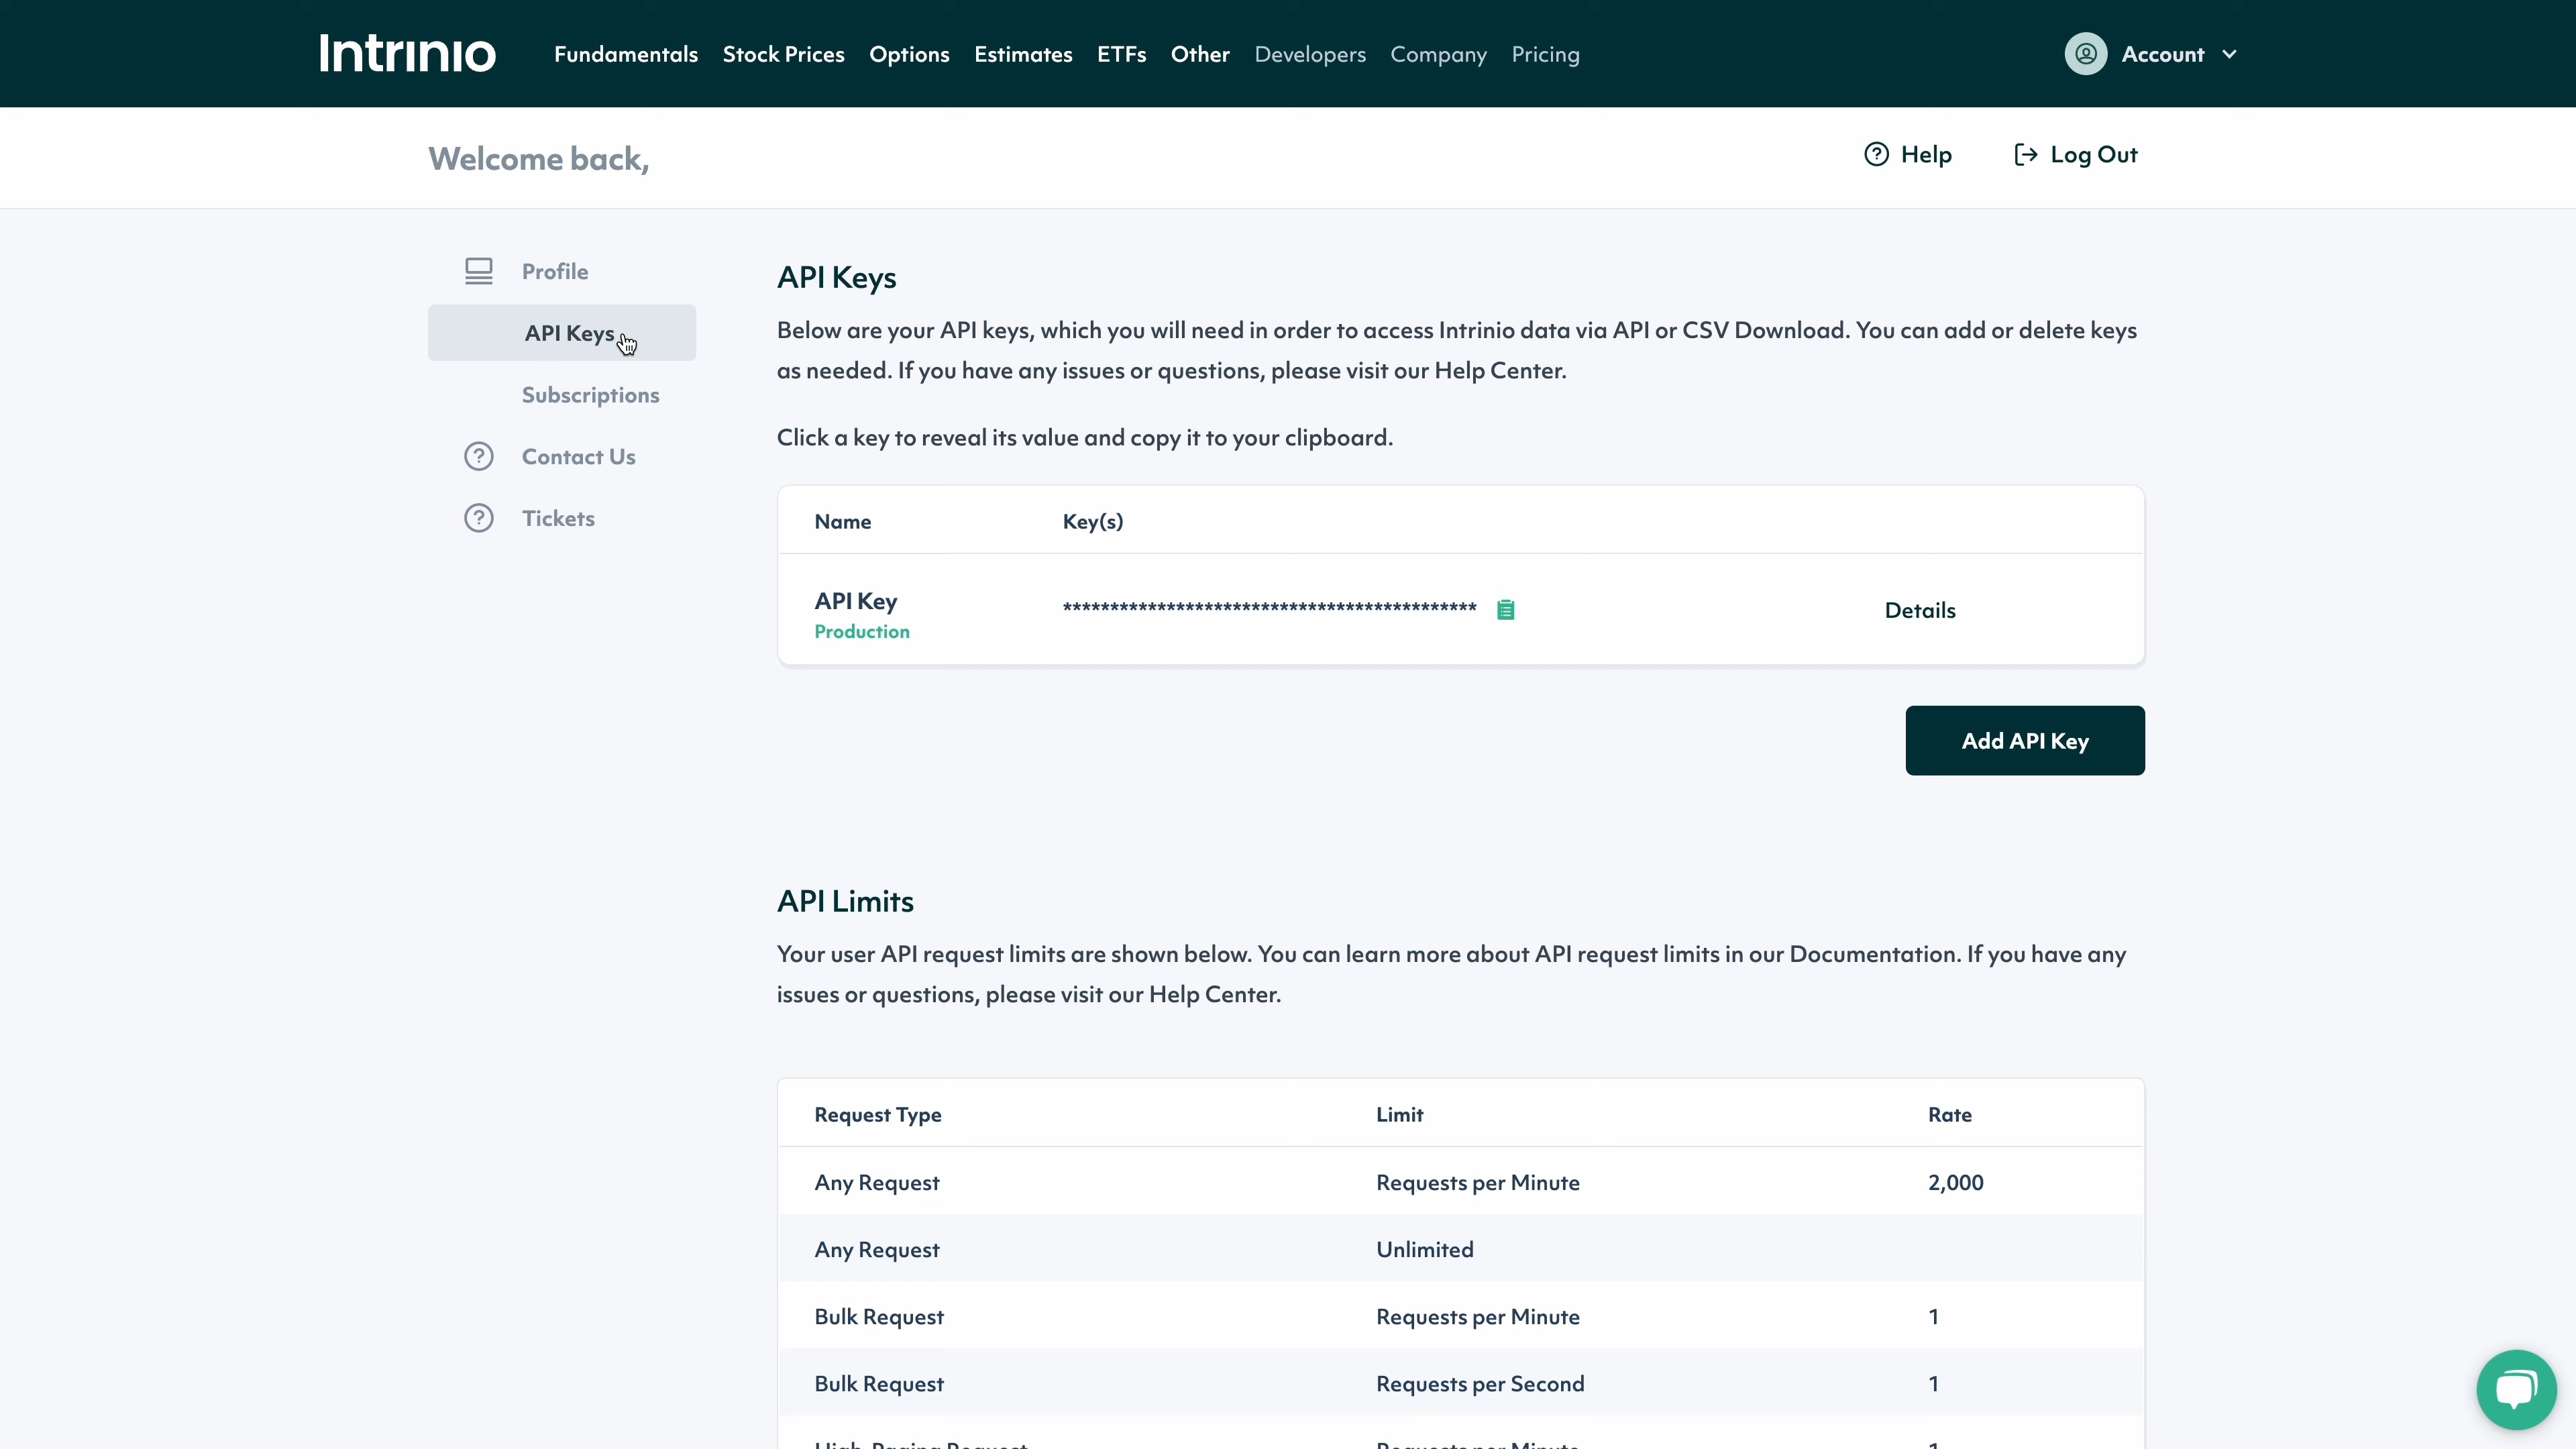 Intrinio
Fundamentals Stock Prices Options Estimates ETFs Other Developers Company Pricing
Account
Welcome back,
Help
Log Out
Profile
API Keys
Subscriptions
Contact Us
Tickets
API Keys
Below are your API keys, which you will need in order to access Intrinio data via API or CSV Download. You can add or delete keys
as needed. If you have any issues or questions, please visit our Help Center.
Click a key to reveal its value and copy it to your clipboard.
Name Key(s)
API Key ******************************************** Details
Production
Add API Key
API Limits
Your user API request limits are shown below. You can learn more about API request limits in our Documentation. If you have any
issues or questions, please visit our Help Center.
Request Type Limit Rate
Any Request Requests per Minute 2,000
Any Request Unlimited
Bulk Request Requests per Minute 1
Bulk Request Requests per Second 1